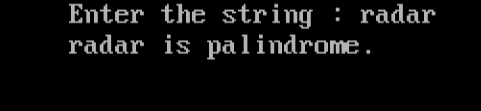 Enter the string : radar
radar is palindrome.